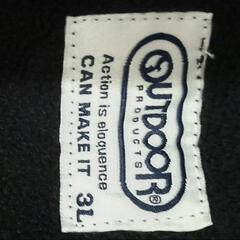 OUTDOOR®
PRODUCTS
Action is eloquence
CAN MAKE IT 3L